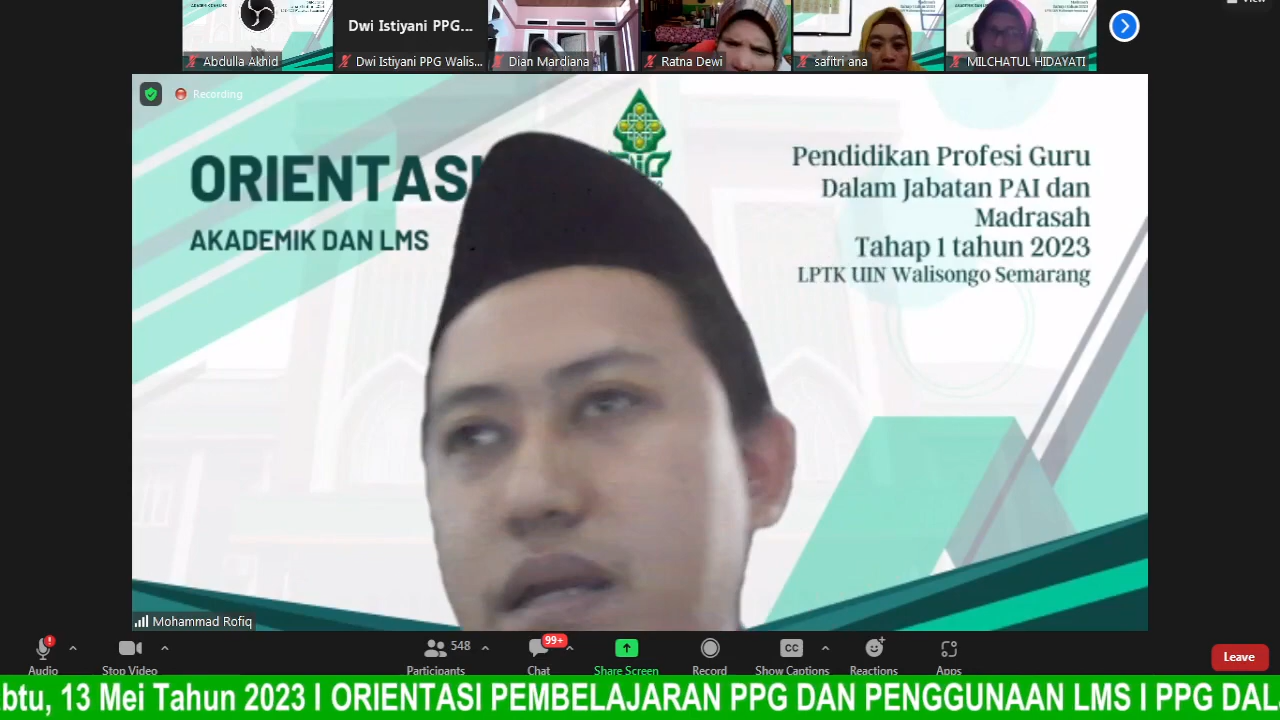 View
Dwi Istiyani PPG...
Abdulla Akhid
Dwi Istiyani PPG Walis...
Dian Mardiana
Ratna Dewi
safitri ana
MILCHATUL HIDAYATI
Recording
ORIENTASI
AKADEMIK DAN LMS
Pendidikan Profesi Guru
Dalam Jabatan PAI dan
Madrasah
Tahap 1 tahun 2023
LPTK UIN Walisongo Semarang
Mohammad Rofiq
548
99+
Audio
Stop Video
Participants
Chat
Share Screen
Record
CC
Show Captions
Reactions
Apps
Leave
btu, 13 Mei Tahun 2023 I ORIENTASI PEMBELAJARAN PPG DAN PENGGUNAAN LMS I PPG DAL